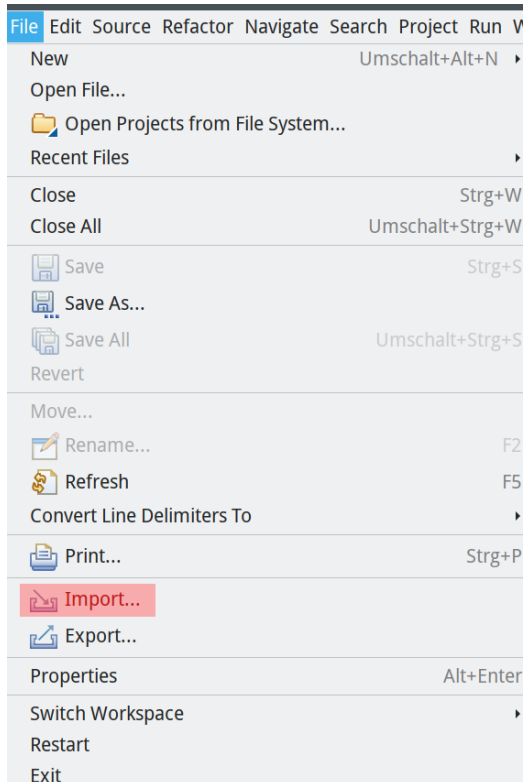 File Edit Source Refactor Navigate Search Project Run
New Umschalt+Alt+N
Open File...
Open Projects from File System...
Recent Files
Close Strg+W
Close All Umschalt+Strg+W
Save Strg+S
Save As...
Save All Umschalt+Strg+S
Revert
Move...
Rename... F2
Refresh F5
Convert Line Delimiters To
Print... Strg+P
Import...
Export...
Properties Alt+Enter
Switch Workspace
Restart
Exit